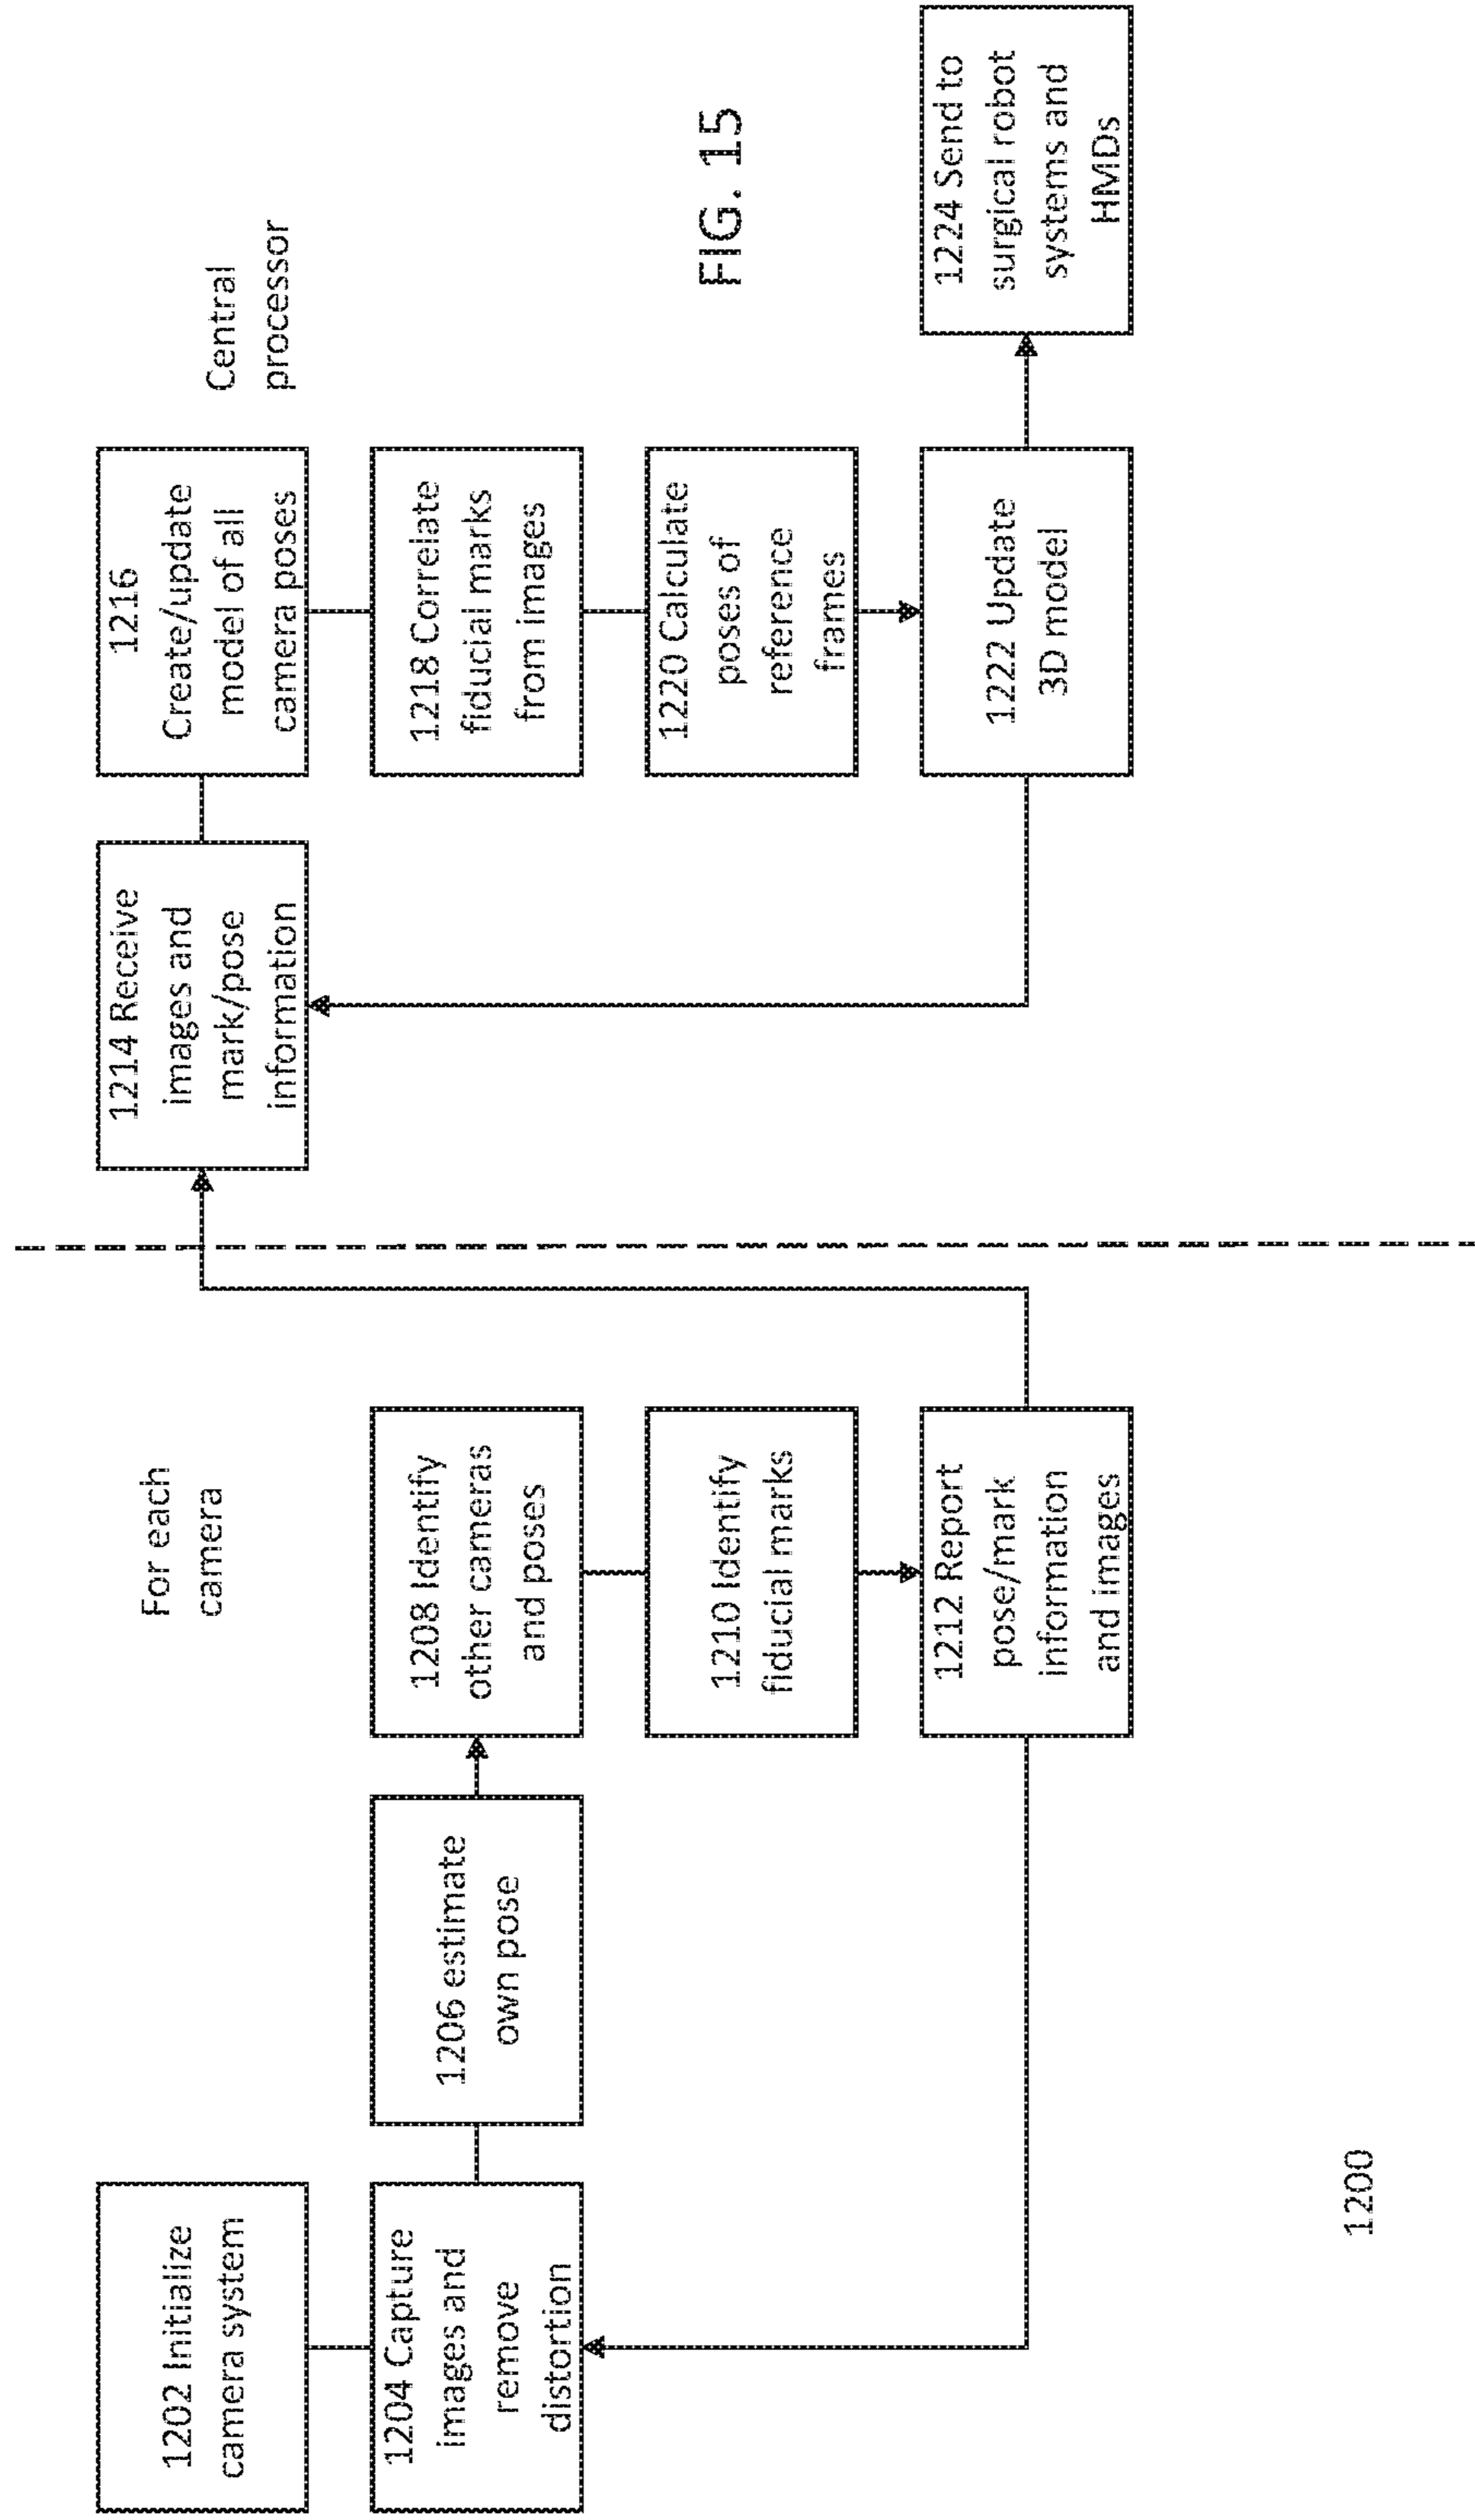 1202 Initialize
camera system
1204 Capture
images and
remove
distortion
1206 estimate
own pose
For each
camera
1208 Identify
other cameras
and poses
1210 Identify
fiducial marks
1212 Report
pose/mark
information
and images
1214 Receive
images and
mark/pose
information
1216
Create/update
model of all
camera poses
1218 Correlate
fiducial marks
from images
1220 Calculate
poses of
reference
frames
1222 Update
3D model
Central
processor
1224 Send to
surgical robot
systems and
HMDs
FIG. 15
1200